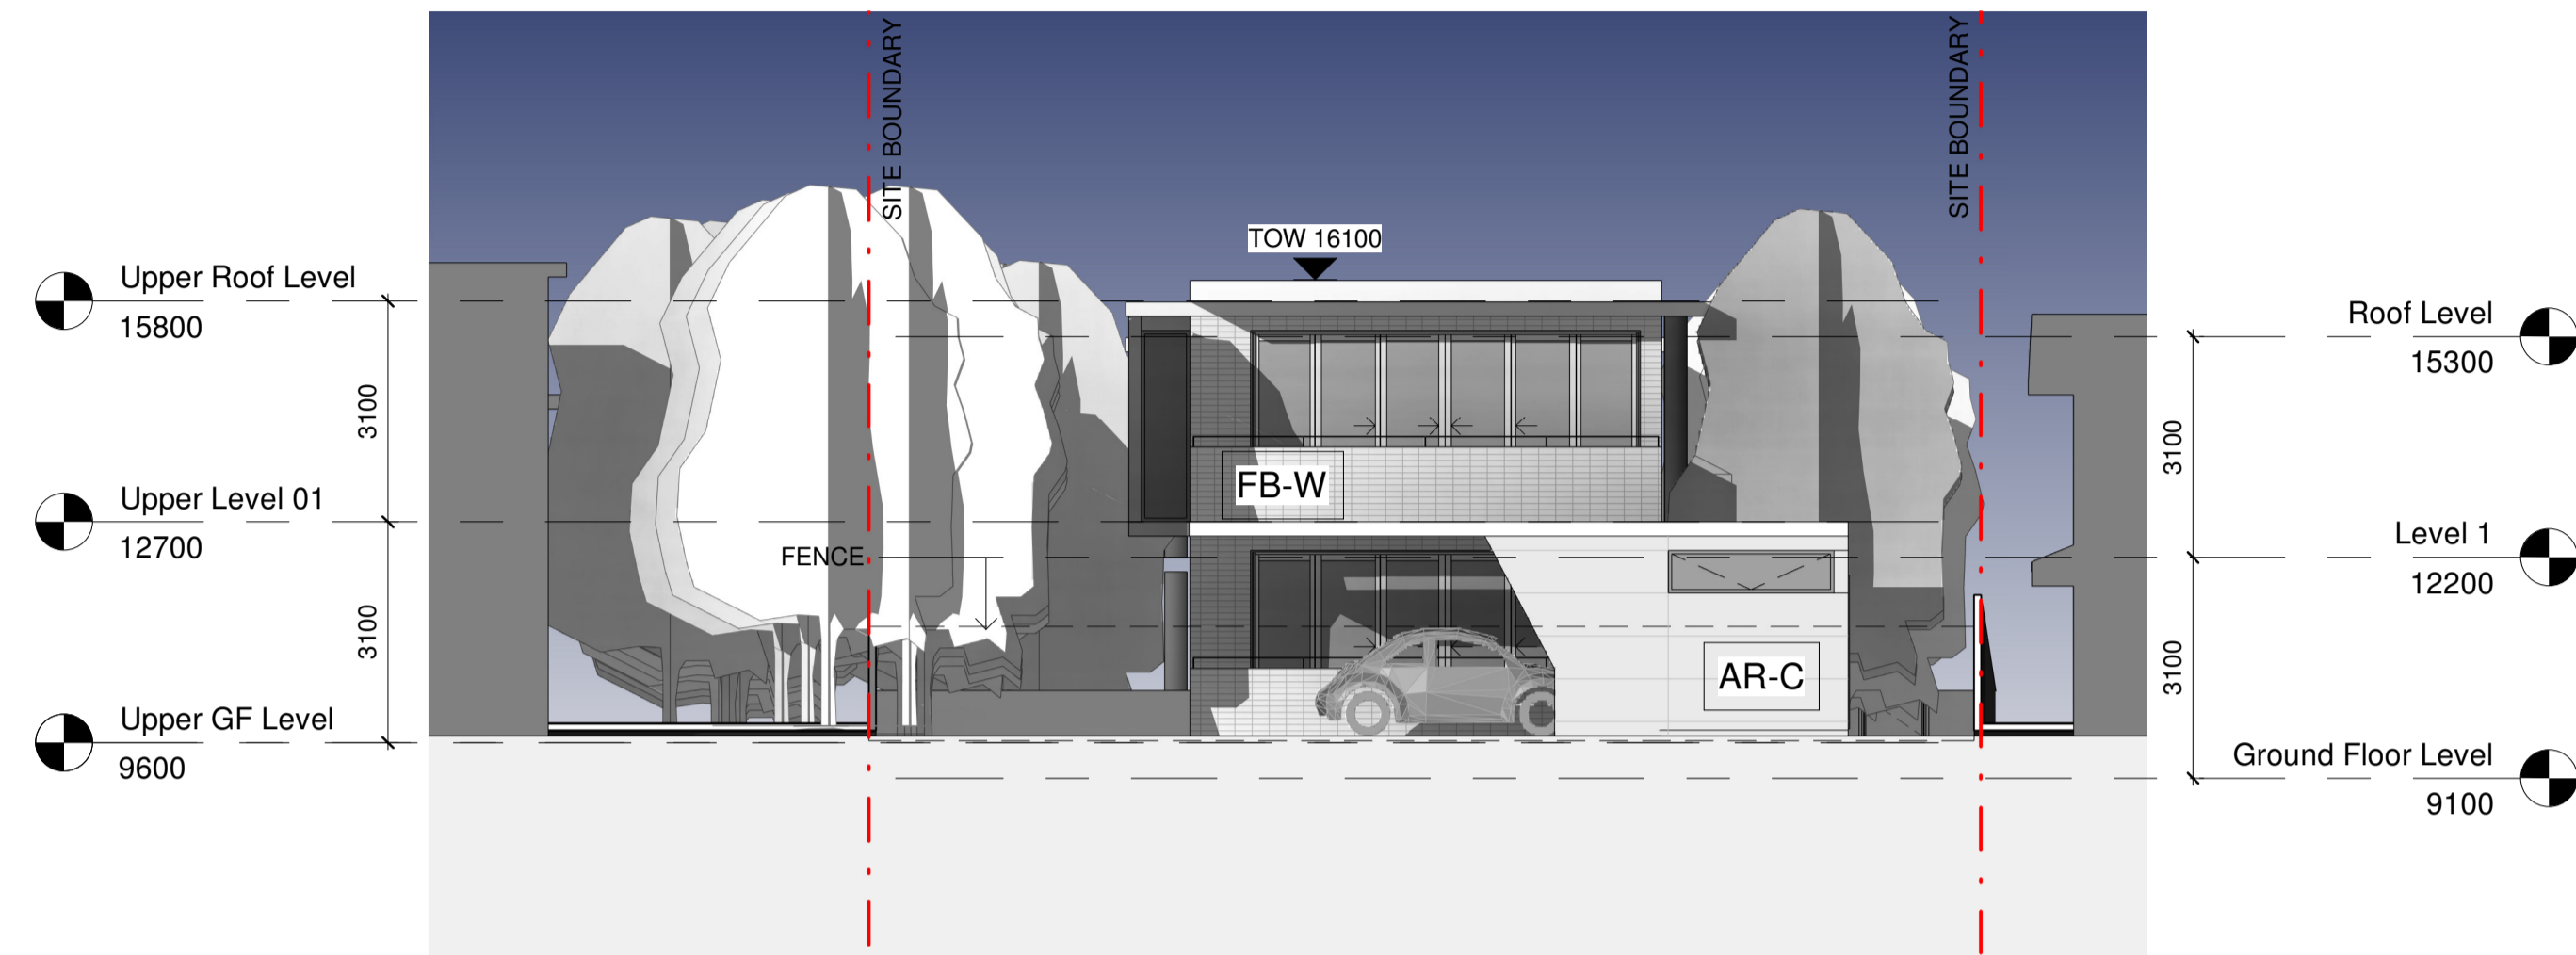 SITE BOUNDARY
SITE BOUNDARY
TOW 16100
Upper Roof Level
15800
Roof Level
15300
3100
3100
FB-W
Upper Level 01
12700
Level 1
12200
FENCE
3100
3100
AR-C
Upper GF Level
9600
Ground Floor Level
9100